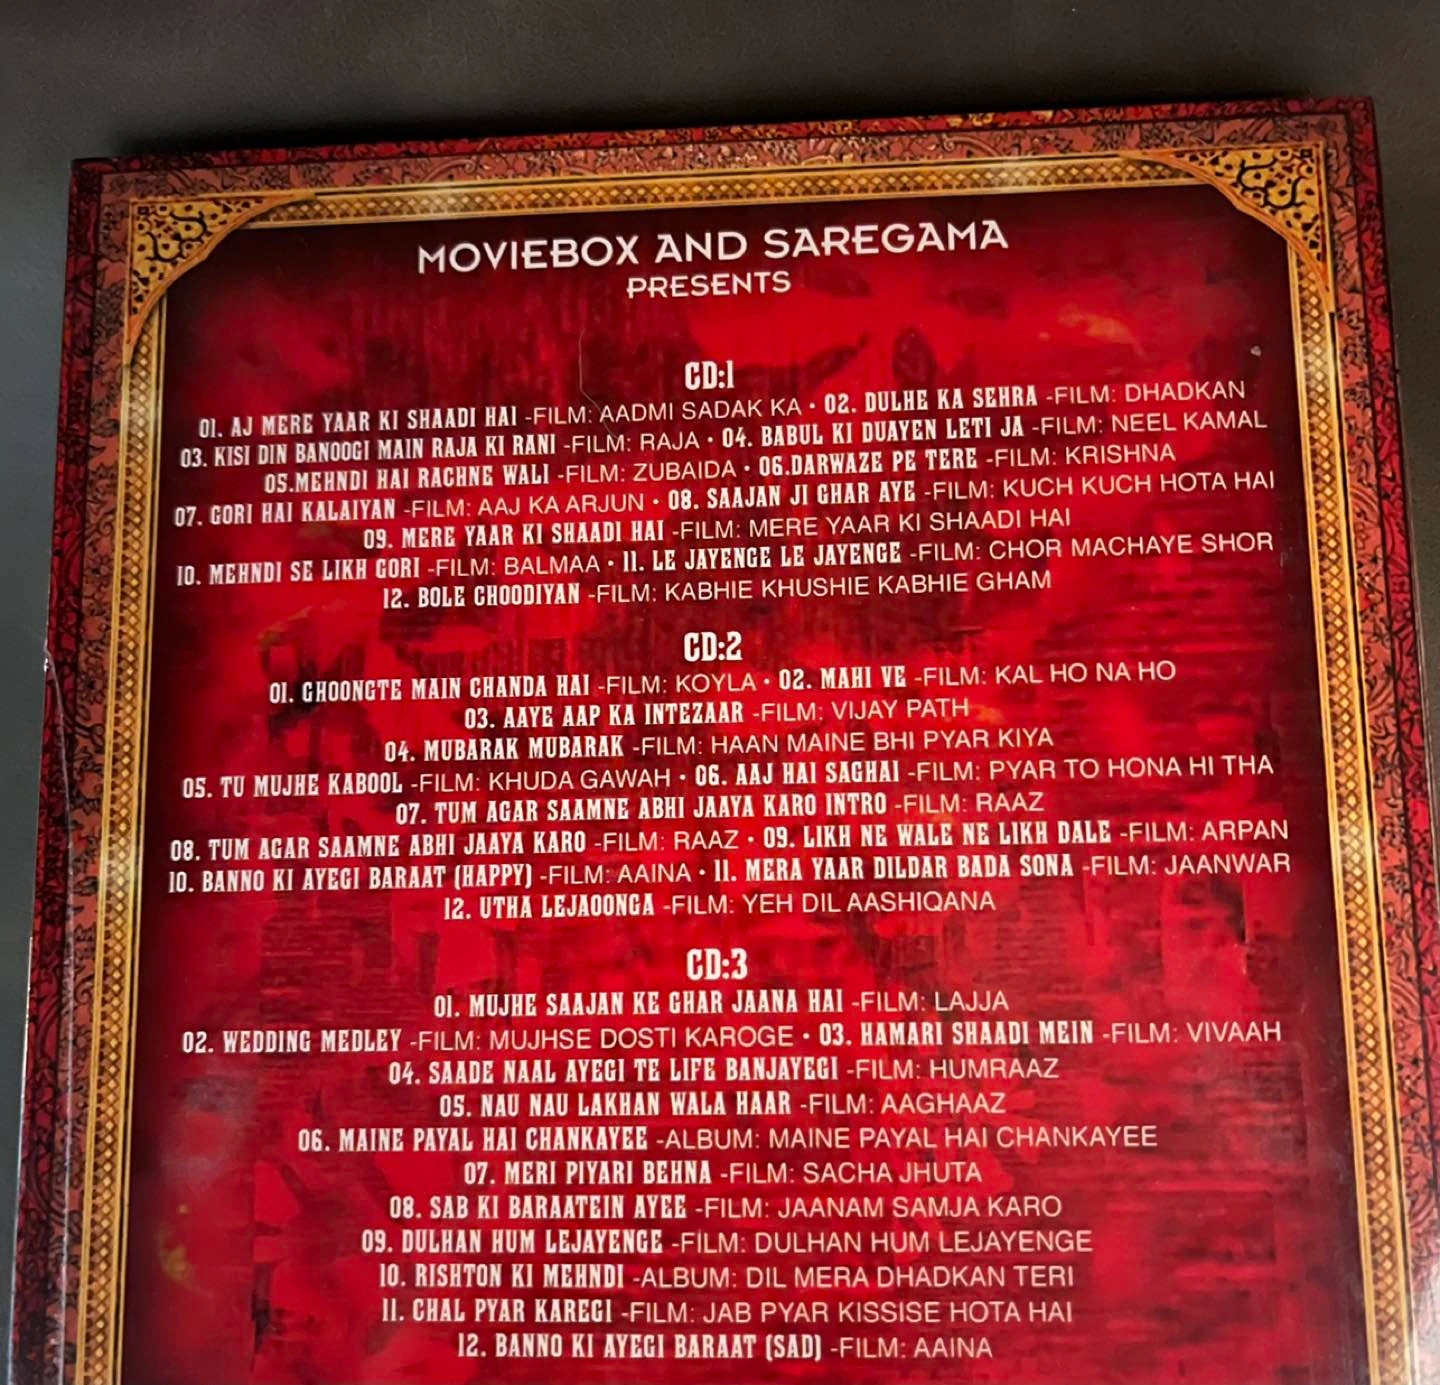 MOVIEBOX AND SAREGAMA
PRESENTS
CD:1
01. AJ MERE YAAR KI SHAADI HAI -FILM: AADMI SADAK KA • 02. DULHE KA SEHRA -FILM: DHADKAN
03. KISI DIN BANOOGI MAIN RAJA KI RANI -FILM: RAJA • 04. BABUL KI DUAYEN LETI JA -FILM: NEEL KAMAL
05.MEHNDI HAI RACHNE WALI -FILM: ZUBAIDA • 06.DARWAZE PE TERE -FILM: KRISHNA
07. GORI HAI KALAIYAN -FILM: AAJ KA ARJUN • 08. SAAJAN JI GHAR AYE -FILM: KUCH KUCH HOTA HAI
09. MERE YAAR KI SHAADI HAI -FILM: MERE YAAR KI SHAADI HAI
10. MEHNDI SE LIKH GORI -FILM: BALMAA • 11. LE JAYENGE LE JAYENGE -FILM: CHOR MACHAYE SHOR
12. BOLE CHOODIYAN -FILM: KABHIE KHUSHIE KABHIE GHAM
CD:2
01. GHOONGTE MAIN CHANDA HAI -FILM: KOYLA • 02. MAHI VE -FILM: KAL HO NA HO
03. AAYE AAP KA INTEZAAR -FILM: VIJAY PATH
04. MUBARAK MUBARAK -FILM: HAAN MAINE BHI PYAR KIYA
05. TU MUJHE KABOOL -FILM: KHUDA GAWAH • 06. AAJ HAI SAGHAI -FILM: PYAR TO HONA HI THA
07. TUM AGAR SAAMNE ABHI JAAYA KARO INTRO -FILM: RAAZ
08. TUM AGAR SAAMNE ABHI JAAYA KARO -FILM: RAAZ • 09. LIKH NE WALE NE LIKH DALE -FILM: ARPAN
10. BANNO KI AYEGI BARAAT (HAPPY) -FILM: AAINA • 11. MERA YAAR DILDAR BADA SONA -FILM: JAANWAR
12. UTHA LEJAOONGA -FILM: YEH DIL AASHIQANA
CD:3
01. MUJHE SAAJAN KE GHAR JAANA HAI -FILM: LAJJA
02. WEDDING MEDLEY -FILM: MUJHSE DOSTI KAROGE • 03. HAMARI SHAADI MEIN -FILM: VIVAAH
04. SAADE NAAL AYEGI TE LIFE BANJAYEGI -FILM: HUMRAAZ
05. NAU NAU LAKHAN WALA HAAR -FILM: AAGHAAZ
06. MAINE PAYAL HAI CHANKAYEE -ALBUM: MAINE PAYAL HAI CHANKAYEE
07. MERI PIYARI BEHNA -FILM: SACHA JHUTA
08. SAB KI BARAATEIN AYEE -FILM: JAANAM SAMJA KARO
09. DULHAN HUM LEJAYENGE -FILM: DULHAN HUM LEJAYENGE
10. RISHTON KI MEHNDI -ALBUM: DIL MERA DHADKAN TERI
11. CHAL PYAR KAREGI -FILM: JAB PYAR KISSISE HOTA HAI
12. BANNO KI AYEGI BARAAT (SAD) -FILM: AAINA